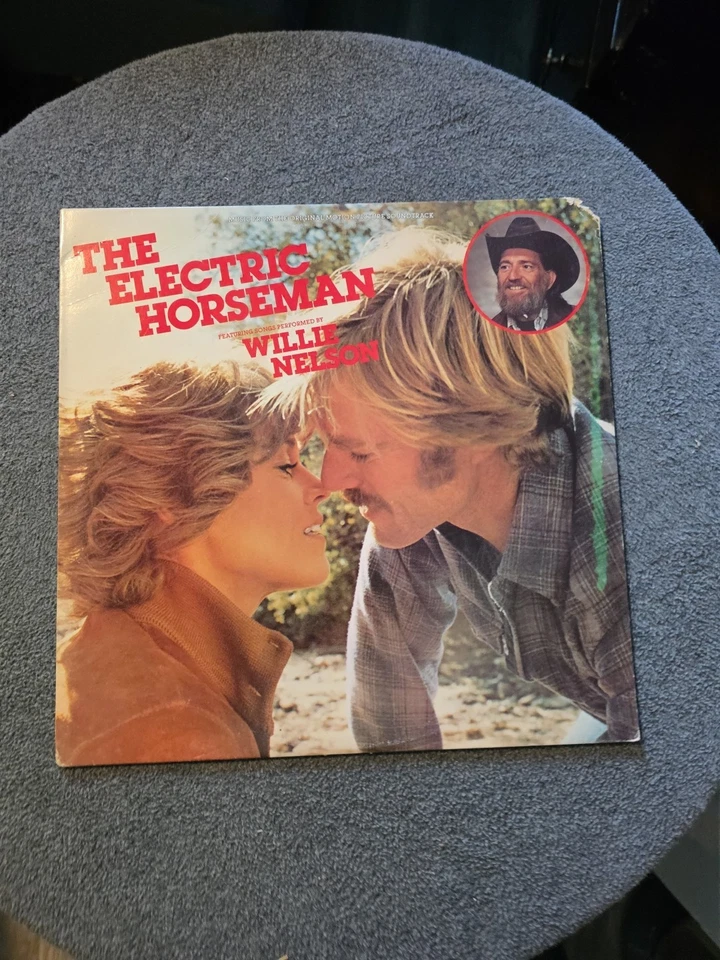 MUSIC FROM THE ORIGINAL MOTION PICTURE SOUNDTRACK
THE
ELECTRIC
HORSEMAN
FEATURING SONGS PERFORMED BY
WILLIE
NELSON